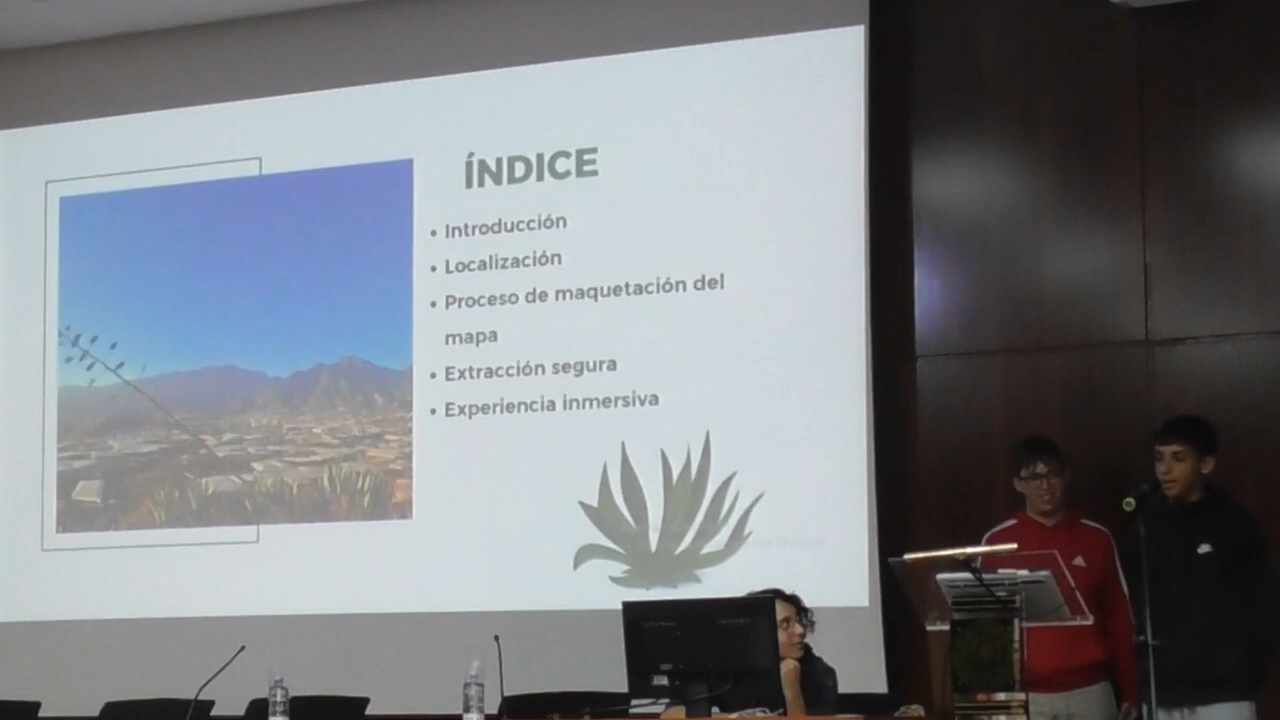 ÍNDICE
• Introducción
• Localización
• Proceso de maquetación del
mapa
• Extracción segura
• Experiencia inmersiva